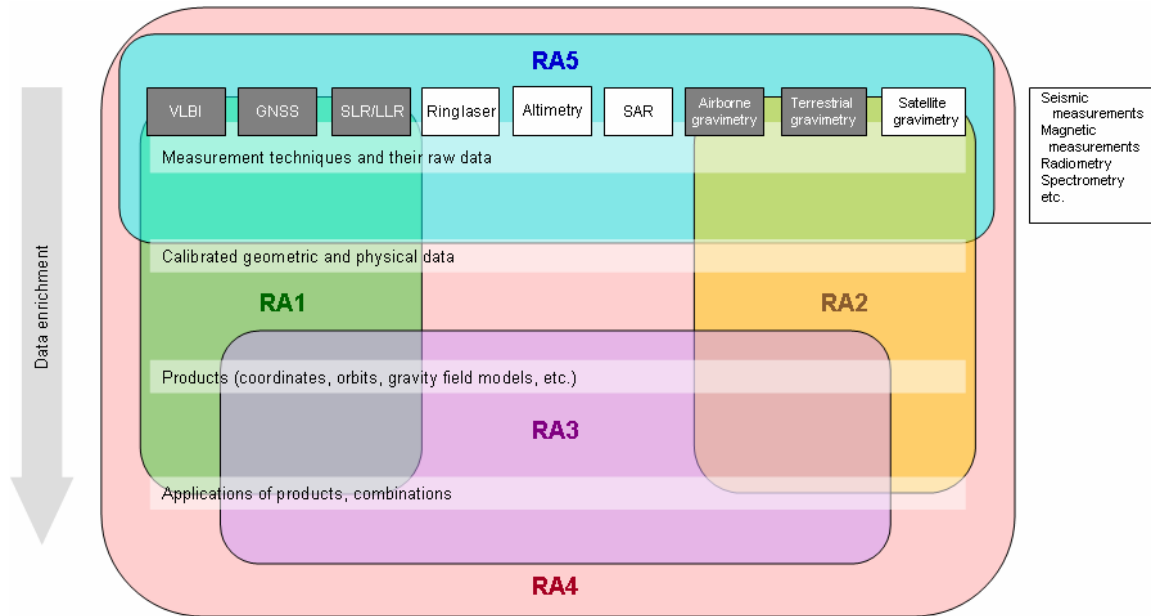 RA5
VLBI
GNSS
SLR/LLR
Ringlaser
Altimetry
SAR
Airborne
gravimetry
Terrestrial
gravimetry
Satellite
gravimetry
Measurement techniques and their raw data
Seismic
measurements
Magnetic
measurements
Radiometry
Spectrometry
etc.
Data enrichment
Calibrated geometric and physical data
RA1
RA2
Products (coordinates, orbits, gravity field models, etc.)
RA3
Applications of products, combinations
RA4